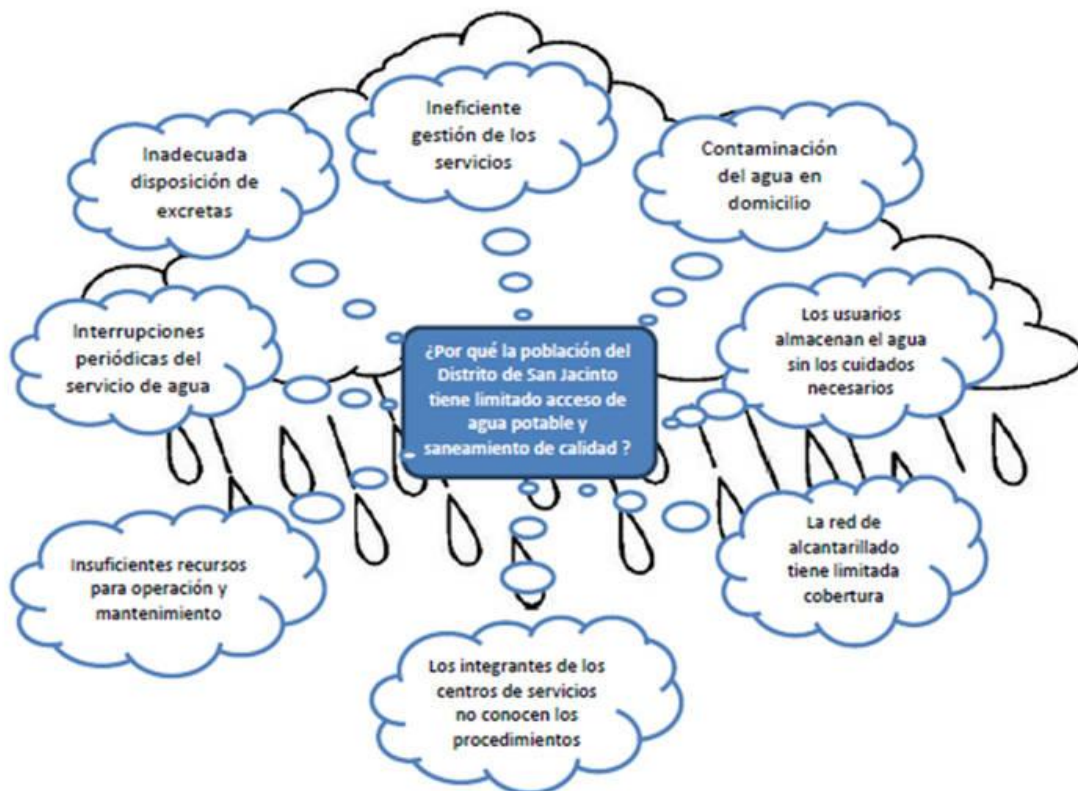 Ineficiente
gestión de los
servicios
Inadecuada
disposición de
excretas
Contaminación
del agua en
domicilio
Interrupciones
periódicas del
servicio de agua
¿Por qué la población del
Distrito de San Jacinto
tiene limitado acceso de
agua potable y
saneamiento de calidad ?
Los usuarios
almacenan el agua
sin los cuidados
necesarios
Insuficientes recursos
para operación y
mantenimiento
La red de
alcantarillado
tiene limitada
cobertura
Los integrantes de los
centros de servicios
no conocen los
procedimientos